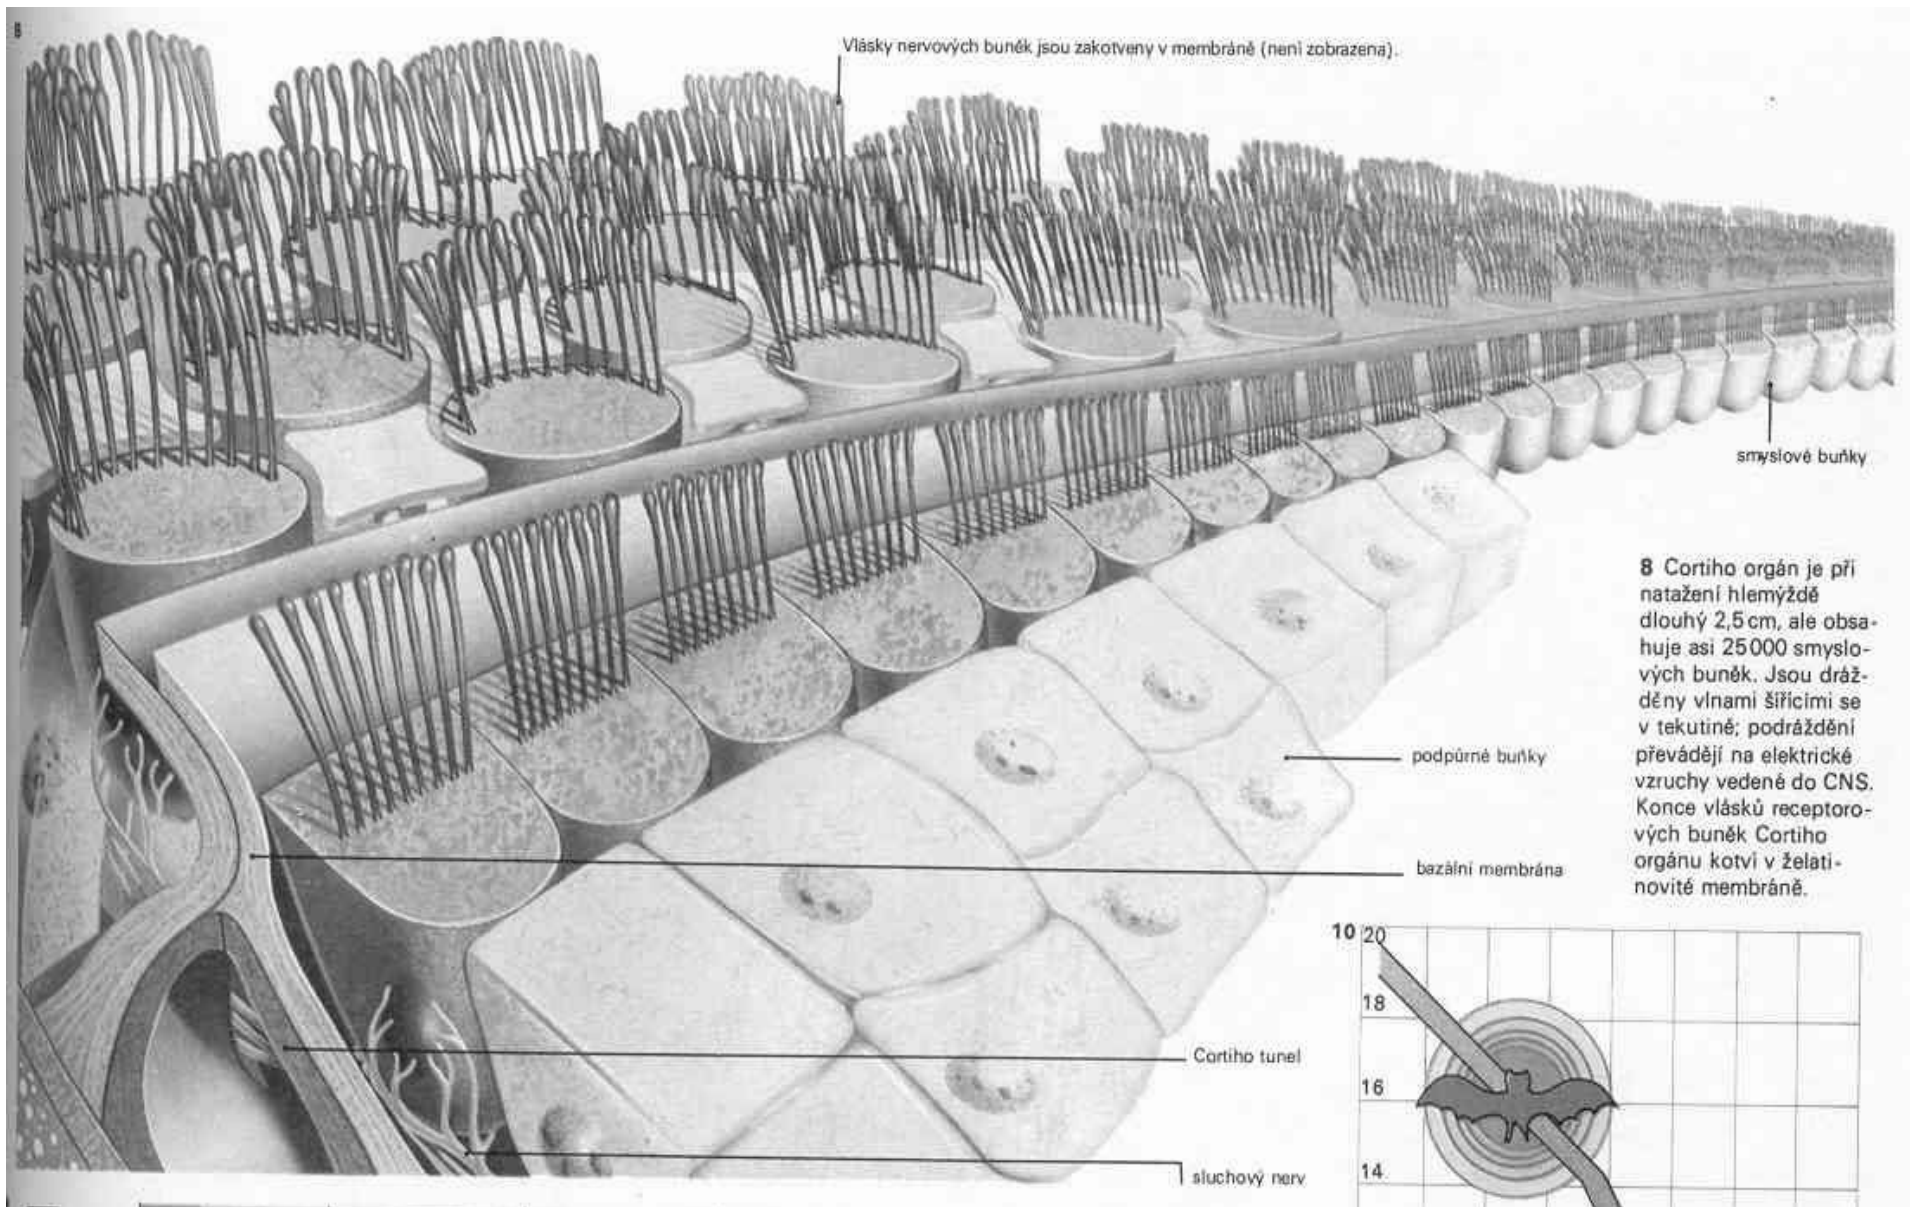 8
Vlásky nervových buněk jsou zakotveny v membráně (není zobrazena).
smyslové buňky
8 Cortiho orgán je při
natažení hlemýždě
dlouhý 2,5 cm, ale obsa-
huje asi 25 000 smyslo-
vých buněk. Jsou dráž-
děny vlnami šířícími se
v tekutině; podráždění
převádějí na elektrické
vzruchy vedené do CNS.
Konce vlásků receptoro-
vých buněk Cortiho
orgánu kotví v želati-
novité membráně.
podpůrné buňky
bazální membrána
Cortiho tunel
sluchový nerv
10 20
18
16
14